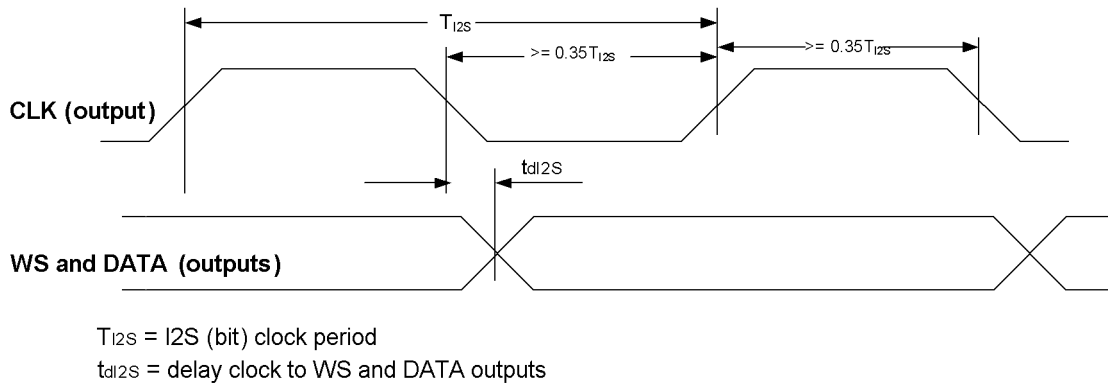 TI2S
>= 0.35TI2S
>= 0.35TI2S
CLK (output)
tdI2S
WS and DATA (outputs)
TI2S = I2S (bit) clock period
tdI2S = delay clock to WS and DATA outputs